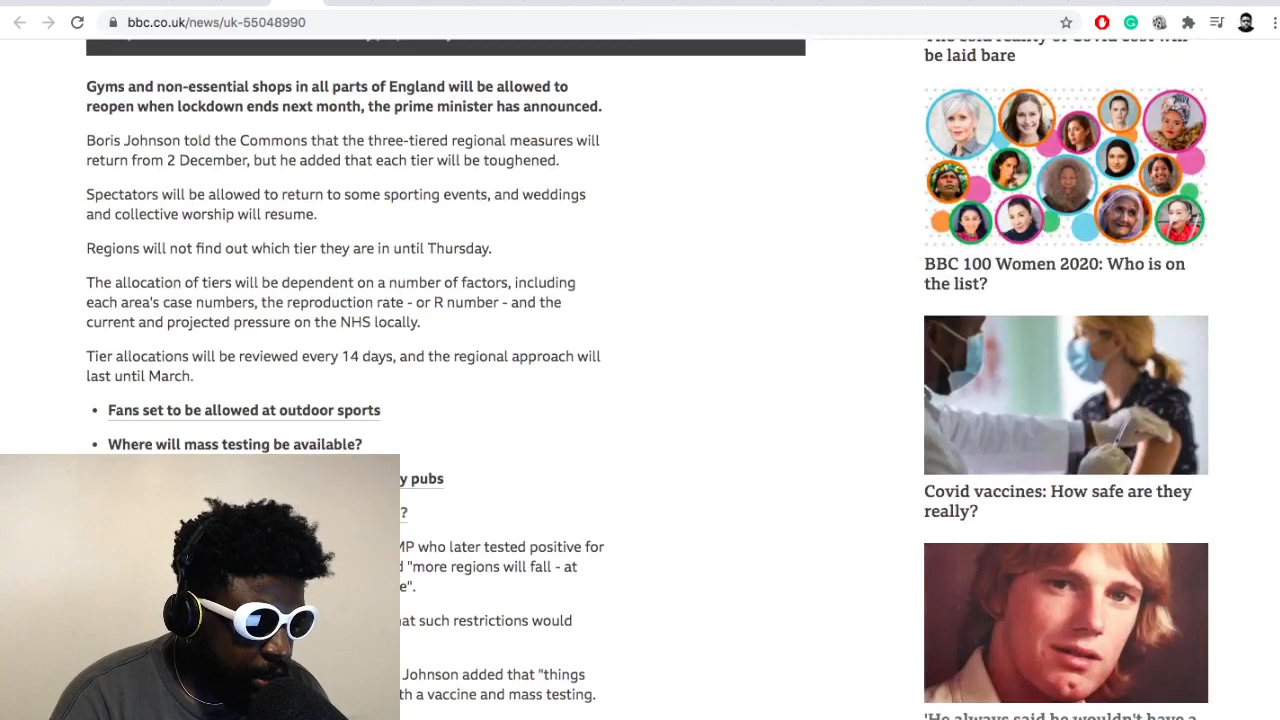 bbc.co.uk/news/uk-55048990
Gyms and non-essential shops in all parts of England will be allowed to
reopen when lockdown ends next month, the prime minister has announced.
Boris Johnson told the Commons that the three-tiered regional measures will
return from 2 December, but he added that each tier will be toughened.
Spectators will be allowed to return to some sporting events, and weddings
and collective worship will resume.
Regions will not find out which tier they are in until Thursday.
The allocation of tiers will be dependent on a number of factors, including
each area's case numbers, the reproduction rate - or R number - and the
current and projected pressure on the NHS locally.
Tier allocations will be reviewed every 14 days, and the regional approach will
last until March.
• Fans set to be allowed at outdoor sports
• Where will mass testing be available?
y pubs
?
MP who later tested positive for
"more regions will fall - at
e".
at such restrictions would
Johnson added that "things
th a vaccine and mass testing.
The cold reality of Covid cost will
be laid bare
BBC 100 Women 2020: Who is on
the list?
Covid vaccines: How safe are they
really?
'He always said he wouldn't have a